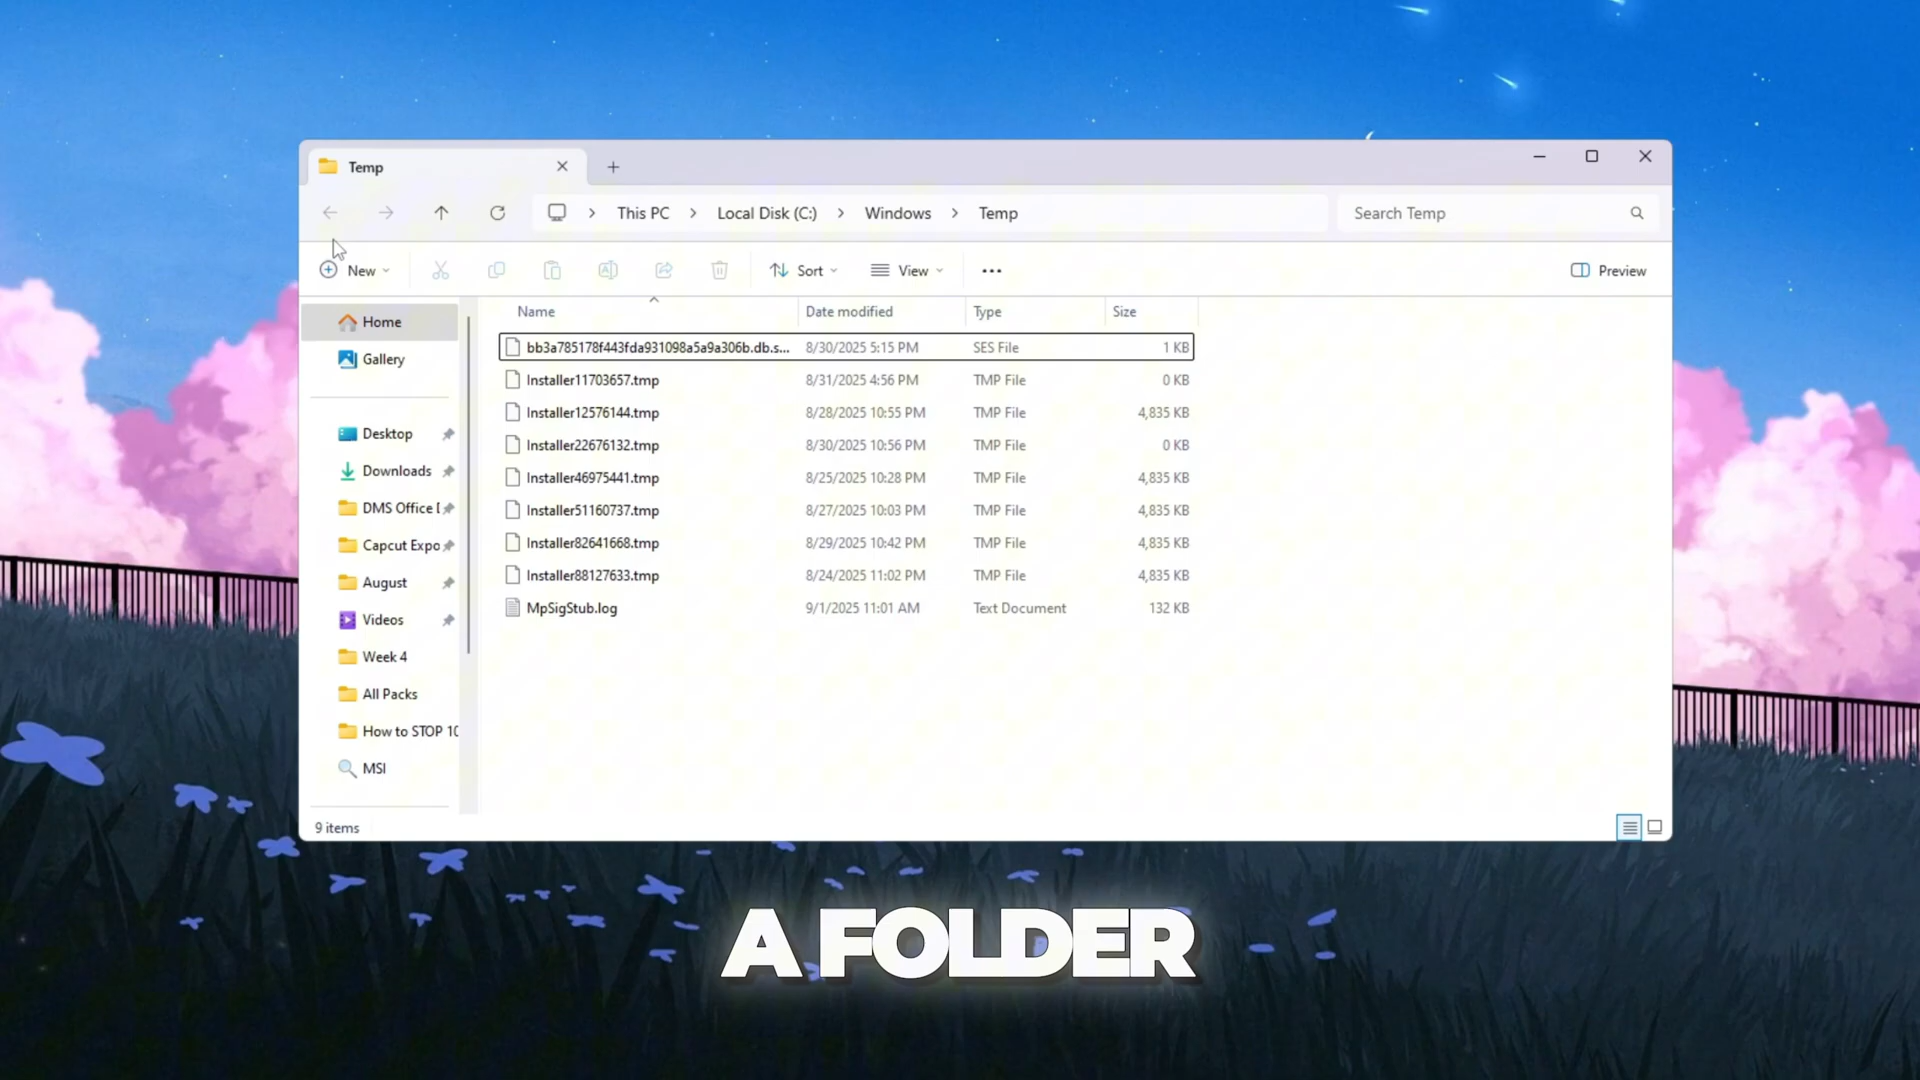 Temp
This PC > Local Disk (C:) > Windows > Temp
Search Temp
New
Sort
View
Preview
Home
Gallery
Desktop
Downloads
DMS Office
Capcut Expo
August
Videos
Week 4
All Packs
How to STOP 10
MSI
Name Date modified Type Size
bb3a785178f443fda931098a5a9a306b.db.s... 8/30/2025 5:15 PM SES File 1 KB
Installer11703657.tmp 8/31/2025 4:56 PM TMP File 0 KB
Installer12576144.tmp 8/28/2025 10:55 PM TMP File 4,835 KB
Installer22676132.tmp 8/30/2025 10:56 PM TMP File 0 KB
Installer46975441.tmp 8/25/2025 10:28 PM TMP File 4,835 KB
Installer51160737.tmp 8/27/2025 10:03 PM TMP File 4,835 KB
Installer82641668.tmp 8/29/2025 10:42 PM TMP File 4,835 KB
Installer88127633.tmp 8/24/2025 11:02 PM TMP File 4,835 KB
MpSigStub.log 9/1/2025 11:01 AM Text Document 132 KB
9 items
A FOLDER